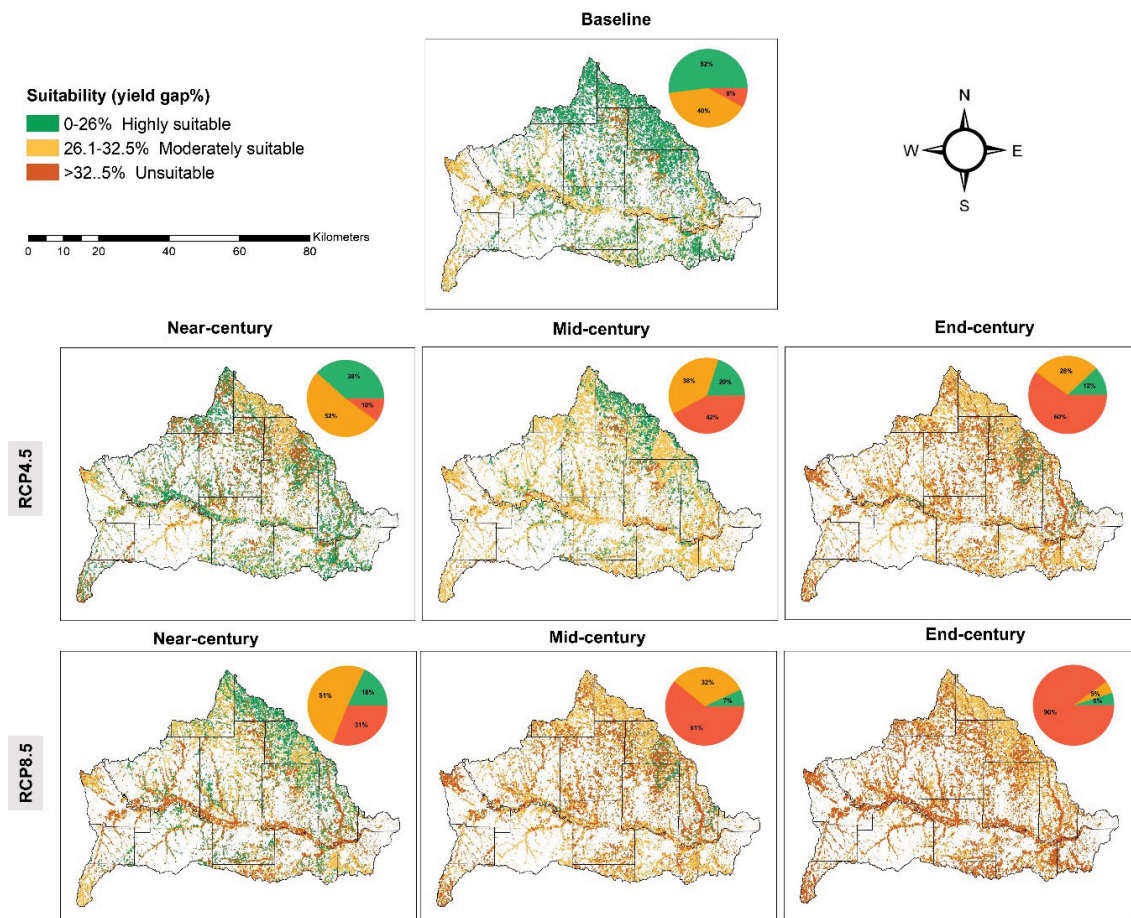 Baseline
Suitability (yield gap%)
0-26% Highly suitable
26.1-32.5% Moderately suitable
>32..5% Unsuitable
Kilometers
0 5 10 20 40 60 80
52%
8%
40%
N
W E
S
Near-century
Mid-century
End-century
RCP4.5
38%
10%
52%
38%
20%
42%
28%
12%
60%
Near-century
Mid-century
End-century
RCP8.5
51%
18%
31%
32%
7%
61%
5%
5%
90%